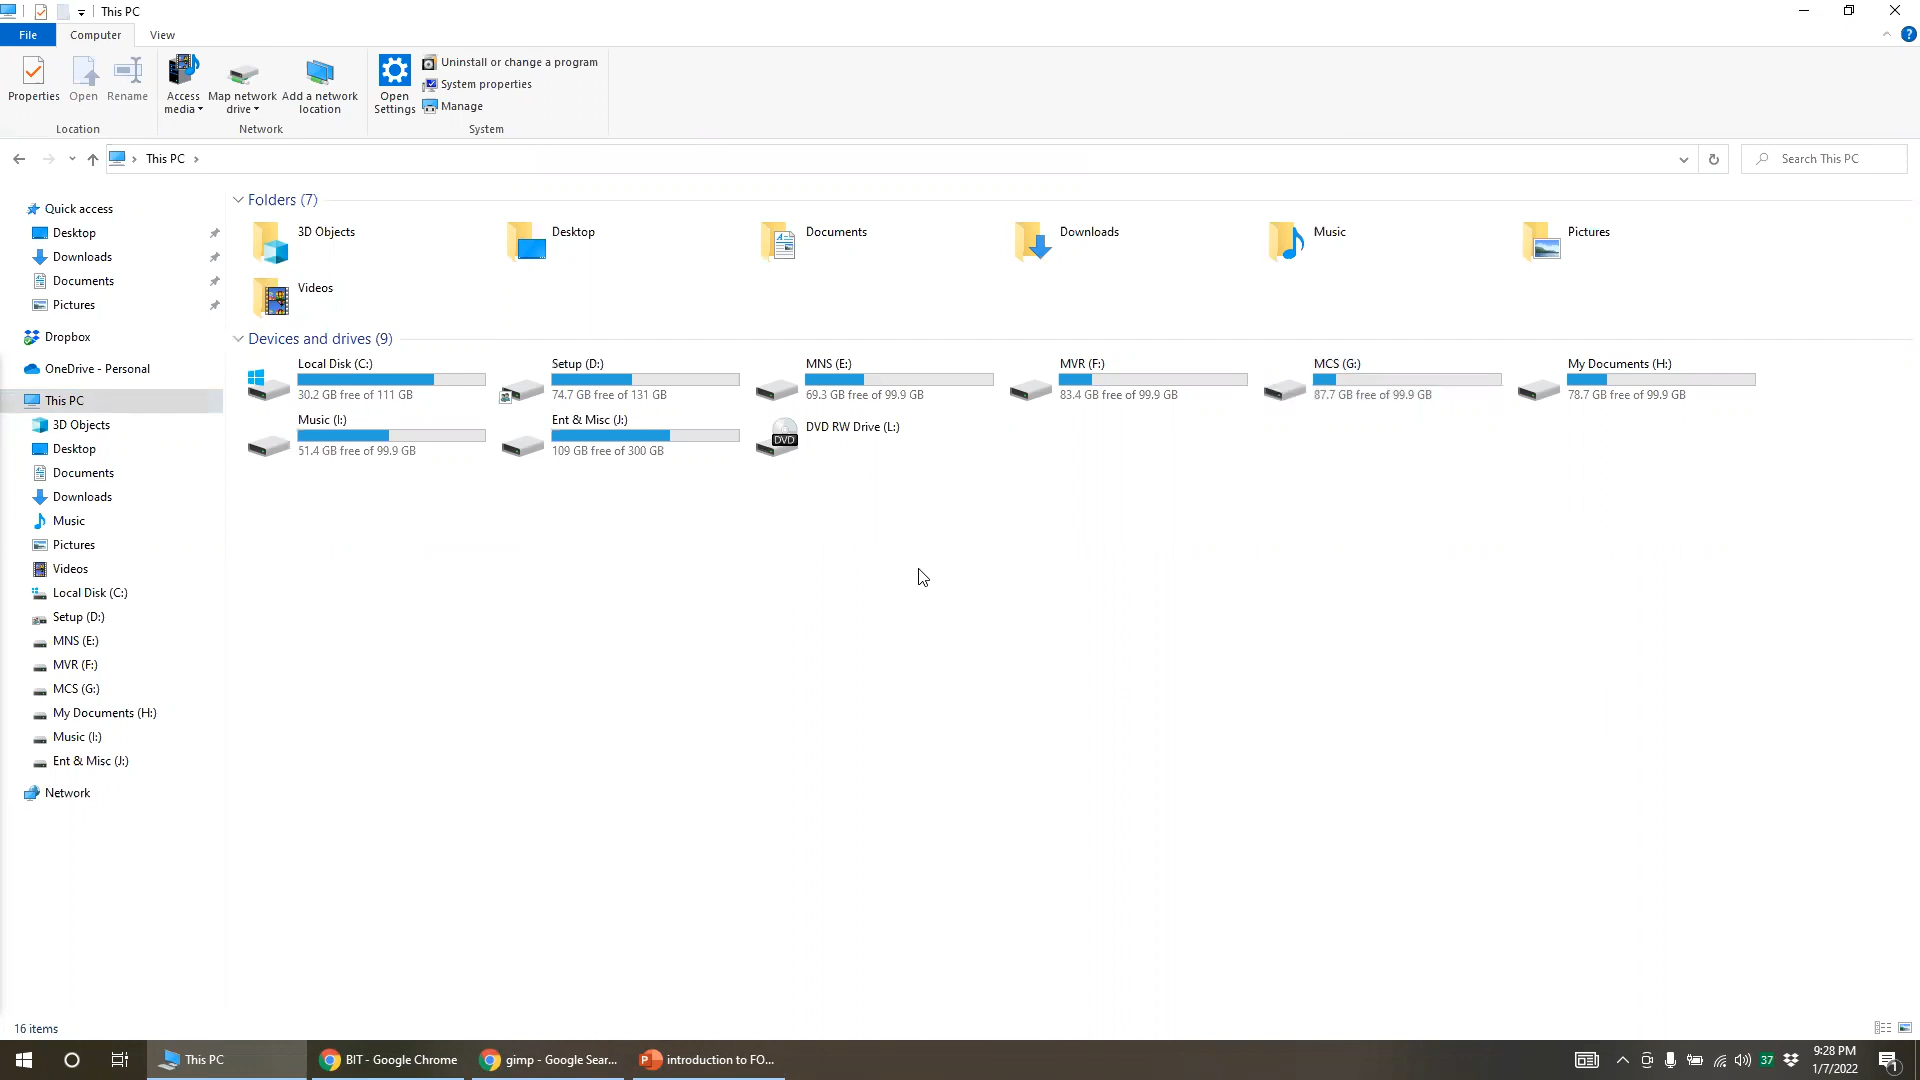 This PC
File
Computer
View
Properties
Open
Rename
Access media
Map network drive
Add a network location
Open Settings
Uninstall or change a program
System properties
Manage
Location
Network
System
This PC
Search This PC
Quick access
Desktop
Downloads
Documents
Pictures
Dropbox
OneDrive - Personal
This PC
3D Objects
Desktop
Documents
Downloads
Music
Pictures
Videos
Local Disk (C:)
Setup (D:)
MNS (E:)
MVR (F:)
MCS (G:)
My Documents (H:)
Music (I:)
Ent & Misc (J:)
Network
Folders (7)
3D Objects
Desktop
Documents
Downloads
Music
Pictures
Videos
Devices and drives (9)
Local Disk (C:)
30.2 GB free of 111 GB
Setup (D:)
74.7 GB free of 131 GB
MNS (E:)
69.3 GB free of 99.9 GB
MVR (F:)
83.4 GB free of 99.9 GB
MCS (G:)
87.7 GB free of 99.9 GB
My Documents (H:)
78.7 GB free of 99.9 GB
Music (I:)
51.4 GB free of 99.9 GB
Ent & Misc (J:)
109 GB free of 300 GB
DVD
DVD RW Drive (L:)
16 items
This PC
BIT - Google Chrome
gimp - Google Sear...
introduction to FO...
37
9:28 PM
1/7/2022
1